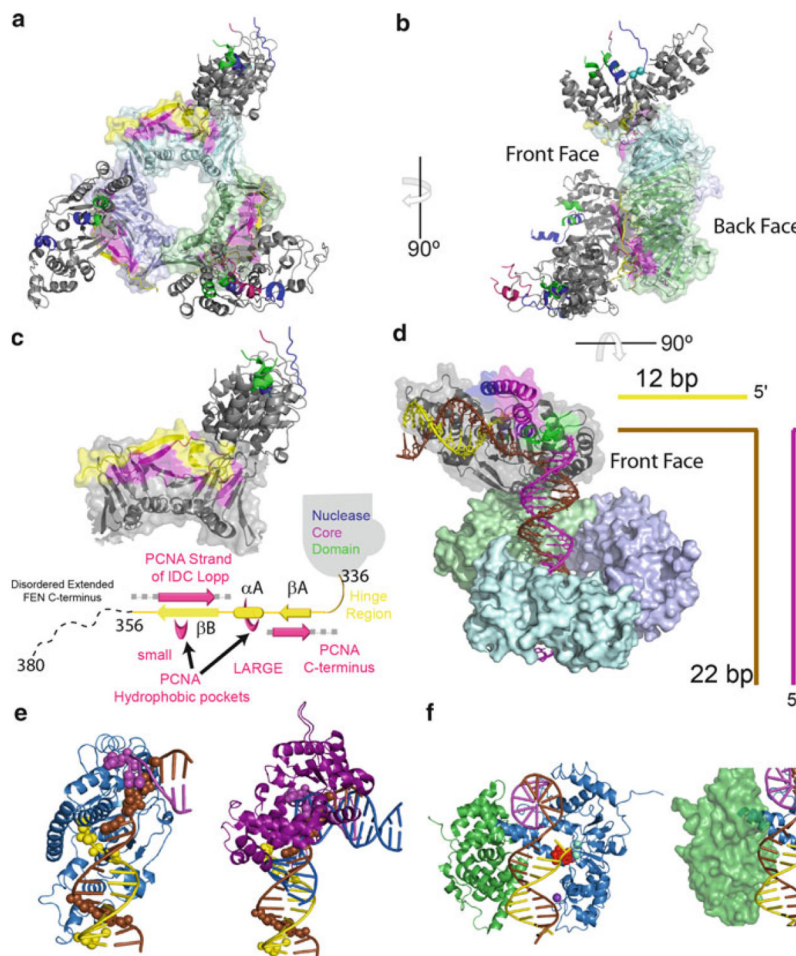 a
b
Front Face
Back Face
90º
c
d
90º
12 bp
5'
Front Face
Nuclease
Core
Domain
PCNA Strand
of IDC Lopp
αA
βA
336
Hinge
Region
Disordered Extended
FEN C-terminus
356
βB
380
small
LARGE
PCNA
C-terminus
PCNA
Hydrophobic pockets
22 bp
5
e
f